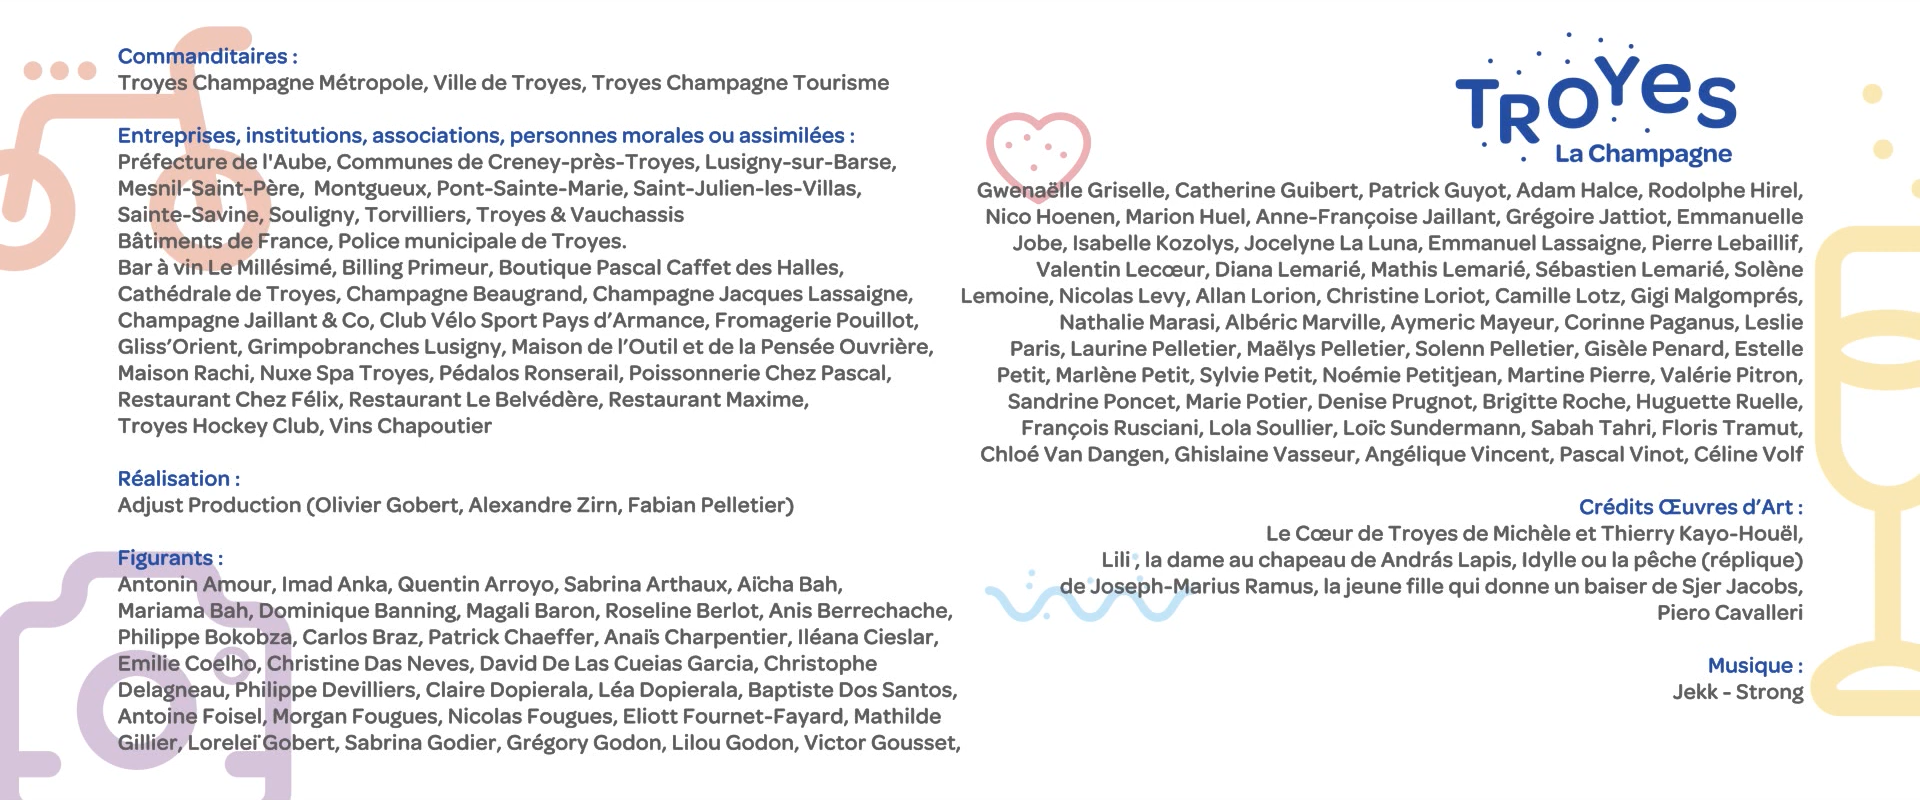 Commanditaires :
Troyes Champagne Métropole, Ville de Troyes, Troyes Champagne Tourisme
Entreprises, institutions, associations, personnes morales ou assimilées :
Préfecture de l'Aube, Communes de Creney-près-Troyes, Lusigny-sur-Barse,
Mesnil-Saint-Père, Montgueux, Pont-Sainte-Marie, Saint-Julien-les-Villas,
Sainte-Savine, Souligny, Torvilliers, Troyes & Vauchassis
Bâtiments de France, Police municipale de Troyes.
Bar à vin Le Millésimé, Billing Primeur, Boutique Pascal Caffet des Halles,
Cathédrale de Troyes, Champagne Beaugrand, Champagne Jacques Lassaigne,
Champagne Jaillant & Co, Club Vélo Sport Pays d’Armance, Fromagerie Pouillot,
Gliss’Orient, Grimpobranches Lusigny, Maison de l’Outil et de la Pensée Ouvrière,
Maison Rachi, Nuxe Spa Troyes, Pédalos Ronserail, Poissonnerie Chez Pascal,
Restaurant Chez Félix, Restaurant Le Belvédère, Restaurant Maxime,
Troyes Hockey Club, Vins Chapoutier
Réalisation :
Adjust Production (Olivier Gobert, Alexandre Zirn, Fabian Pelletier)
Figurants :
Antonin Amour, Imad Anka, Quentin Arroyo, Sabrina Arthaux, Aïcha Bah,
Mariama Bah, Dominique Banning, Magali Baron, Roseline Berlot, Anis Berrechache,
Philippe Bokobza, Carlos Braz, Patrick Chaeffer, Anaïs Charpentier, Iléana Cieslar,
Emilie Coelho, Christine Das Neves, David De Las Cueias Garcia, Christophe
Delagneau, Philippe Devilliers, Claire Dopierala, Léa Dopierala, Baptiste Dos Santos,
Antoine Foisel, Morgan Fougues, Nicolas Fougues, Eliott Fournet-Fayard, Mathilde
Gillier, Loreleï Gobert, Sabrina Godier, Grégory Godon, Lilou Godon, Victor Gousset,
TROYes
La Champagne
Gwenaëlle Griselle, Catherine Guibert, Patrick Guyot, Adam Halce, Rodolphe Hirel,
Nico Hoenen, Marion Huel, Anne-Françoise Jaillant, Grégoire Jattiot, Emmanuelle
Jobe, Isabelle Kozolys, Jocelyne La Luna, Emmanuel Lassaigne, Pierre Lebaillif,
Valentin Lecœur, Diana Lemarié, Mathis Lemarié, Sébastien Lemarié, Solène
Lemoine, Nicolas Levy, Allan Lorion, Christine Loriot, Camille Lotz, Gigi Malgomprés,
Nathalie Marasi, Albéric Marville, Aymeric Mayeur, Corinne Paganus, Leslie
Paris, Laurine Pelletier, Maëlys Pelletier, Solenn Pelletier, Gisèle Penard, Estelle
Petit, Marlène Petit, Sylvie Petit, Noémie Petitjean, Martine Pierre, Valérie Pitron,
Sandrine Poncet, Marie Potier, Denise Prugnot, Brigitte Roche, Huguette Ruelle,
François Rusciani, Lola Soullier, Loïc Sundermann, Sabah Tahri, Floris Tramut,
Chloé Van Dangen, Ghislaine Vasseur, Angélique Vincent, Pascal Vinot, Céline Volf
Crédits Œuvres d’Art :
Le Cœur de Troyes de Michèle et Thierry Kayo-Houël,
Lili , la dame au chapeau de András Lapis, Idylle ou la pêche (réplique)
de Joseph-Marius Ramus, la jeune fille qui donne un baiser de Sjer Jacobs,
Piero Cavalleri
Musique :
Jekk - Strong